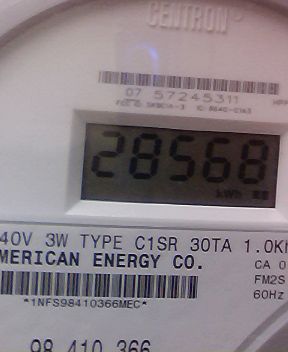 CENTRON
07 57245311
28568
kWh
40V 3W TYPE C1SR 30TA 1.0Kh
MERICAN ENERGY CO.
CA 0
FM2S
60Hz
*1NFS98410366MEC*
98 410 366